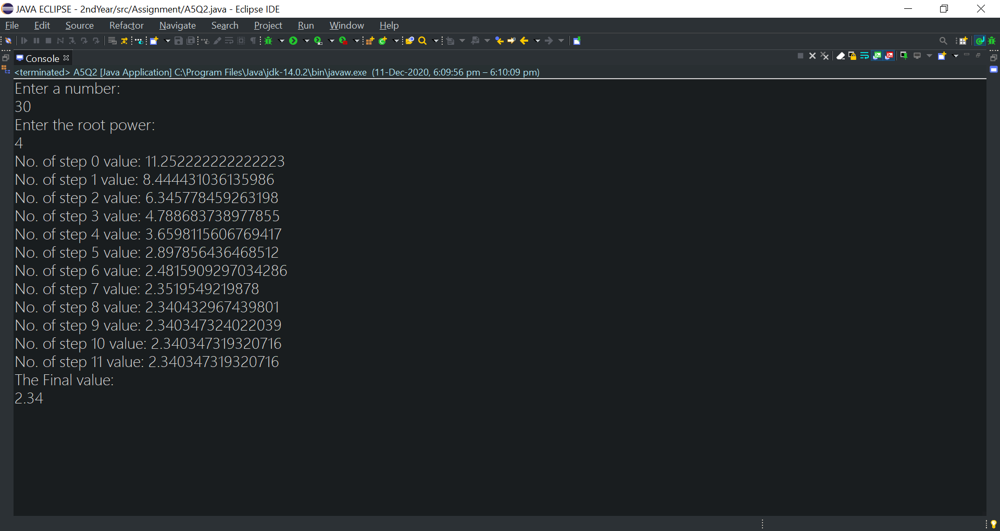 JAVA ECLIPSE - 2ndYear/src/Assignment/A5Q2.java - Eclipse IDE
File Edit Source Refactor Navigate Search Project Run Window Help
Console
<terminated> A5Q2 [Java Application] C:\Program Files\Java\jdk-14.0.2\bin\javaw.exe (11-Dec-2020, 6:09:56 pm – 6:10:09 pm)
Enter a number:
30
Enter the root power:
4
No. of step 0 value: 11.252222222222223
No. of step 1 value: 8.444431036135986
No. of step 2 value: 6.345778459263198
No. of step 3 value: 4.788683738977855
No. of step 4 value: 3.6598115606769417
No. of step 5 value: 2.897856436468512
No. of step 6 value: 2.4815909297034286
No. of step 7 value: 2.3519549219878
No. of step 8 value: 2.340432967439801
No. of step 9 value: 2.340347324022039
No. of step 10 value: 2.340347319320716
No. of step 11 value: 2.340347319320716
The Final value:
2.34